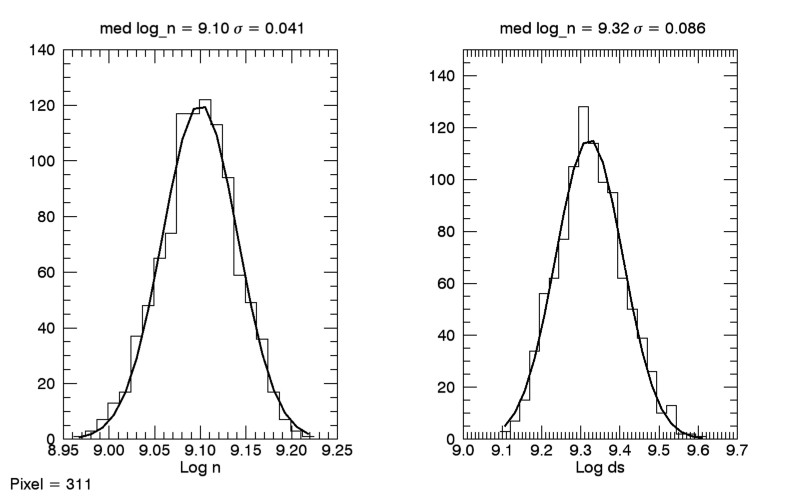 med log_n = 9.10 σ = 0.041
med log_n = 9.32 σ = 0.086
140
120
100
80
60
40
20
0
8.95 9.00 9.05 9.10 9.15 9.20 9.25
Log n
140
120
100
80
60
40
20
0
9.0 9.1 9.2 9.3 9.4 9.5 9.6 9.7
Log ds
Pixel = 311